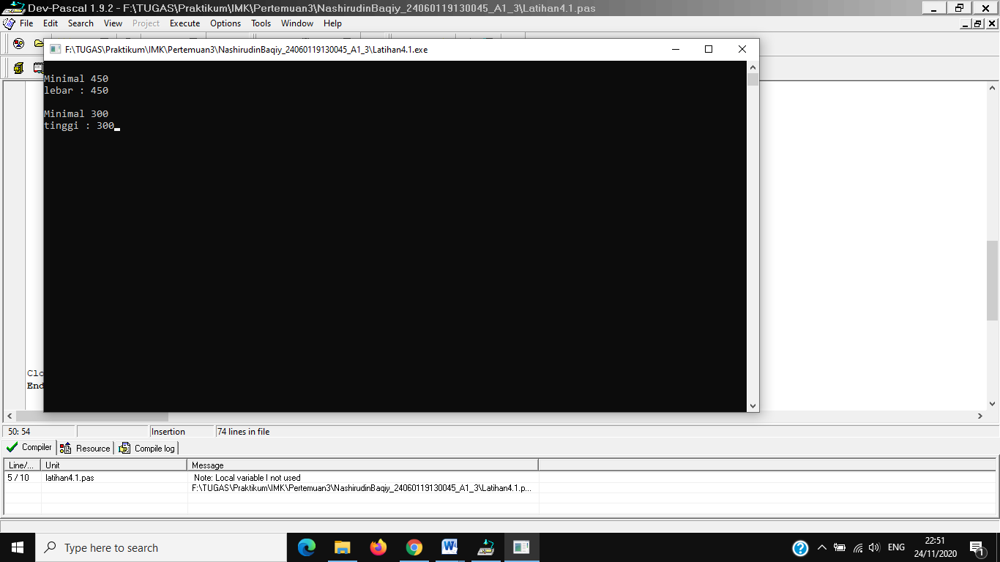 Dev-Pascal 1.9.2 - F:\TUGAS\Praktikum\IMK\Pertemuan3\NashirudinBaqiy_24060119130045_A1_3\Latihan4.1.pas
File Edit Search View Project Execute Options Tools Window Help
F:\TUGAS\Praktikum\IMK\Pertemuan3\NashirudinBaqiy_24060119130045_A1_3\Latihan4.1.exe
Minimal 450
lebar : 450
Minimal 300
tinggi : 300
Clo
End
50: 54 Insertion 74 lines in file
Compiler Resource Compile log
Line/... Unit Message
5 / 10 latihan4.1.pas Note: Local variable I not used
F:\TUGAS\Praktikum\IMK\Pertemuan3\NashirudinBaqiy_24060119130045_A1_3\Latihan4.1.p...
Type here to search
ENG
22:51
24/11/2020
1